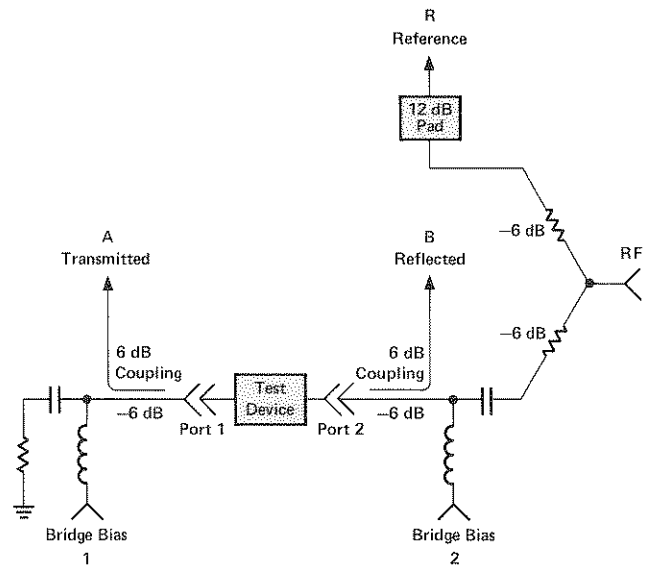 R
Reference
12 dB
Pad
−6 dB
RF
−6 dB
A
Transmitted
B
Reflected
6 dB
Coupling
6 dB
Coupling
Test
Device
−6 dB
−6 dB
Port 1
Port 2
Bridge Bias
1
Bridge Bias
2